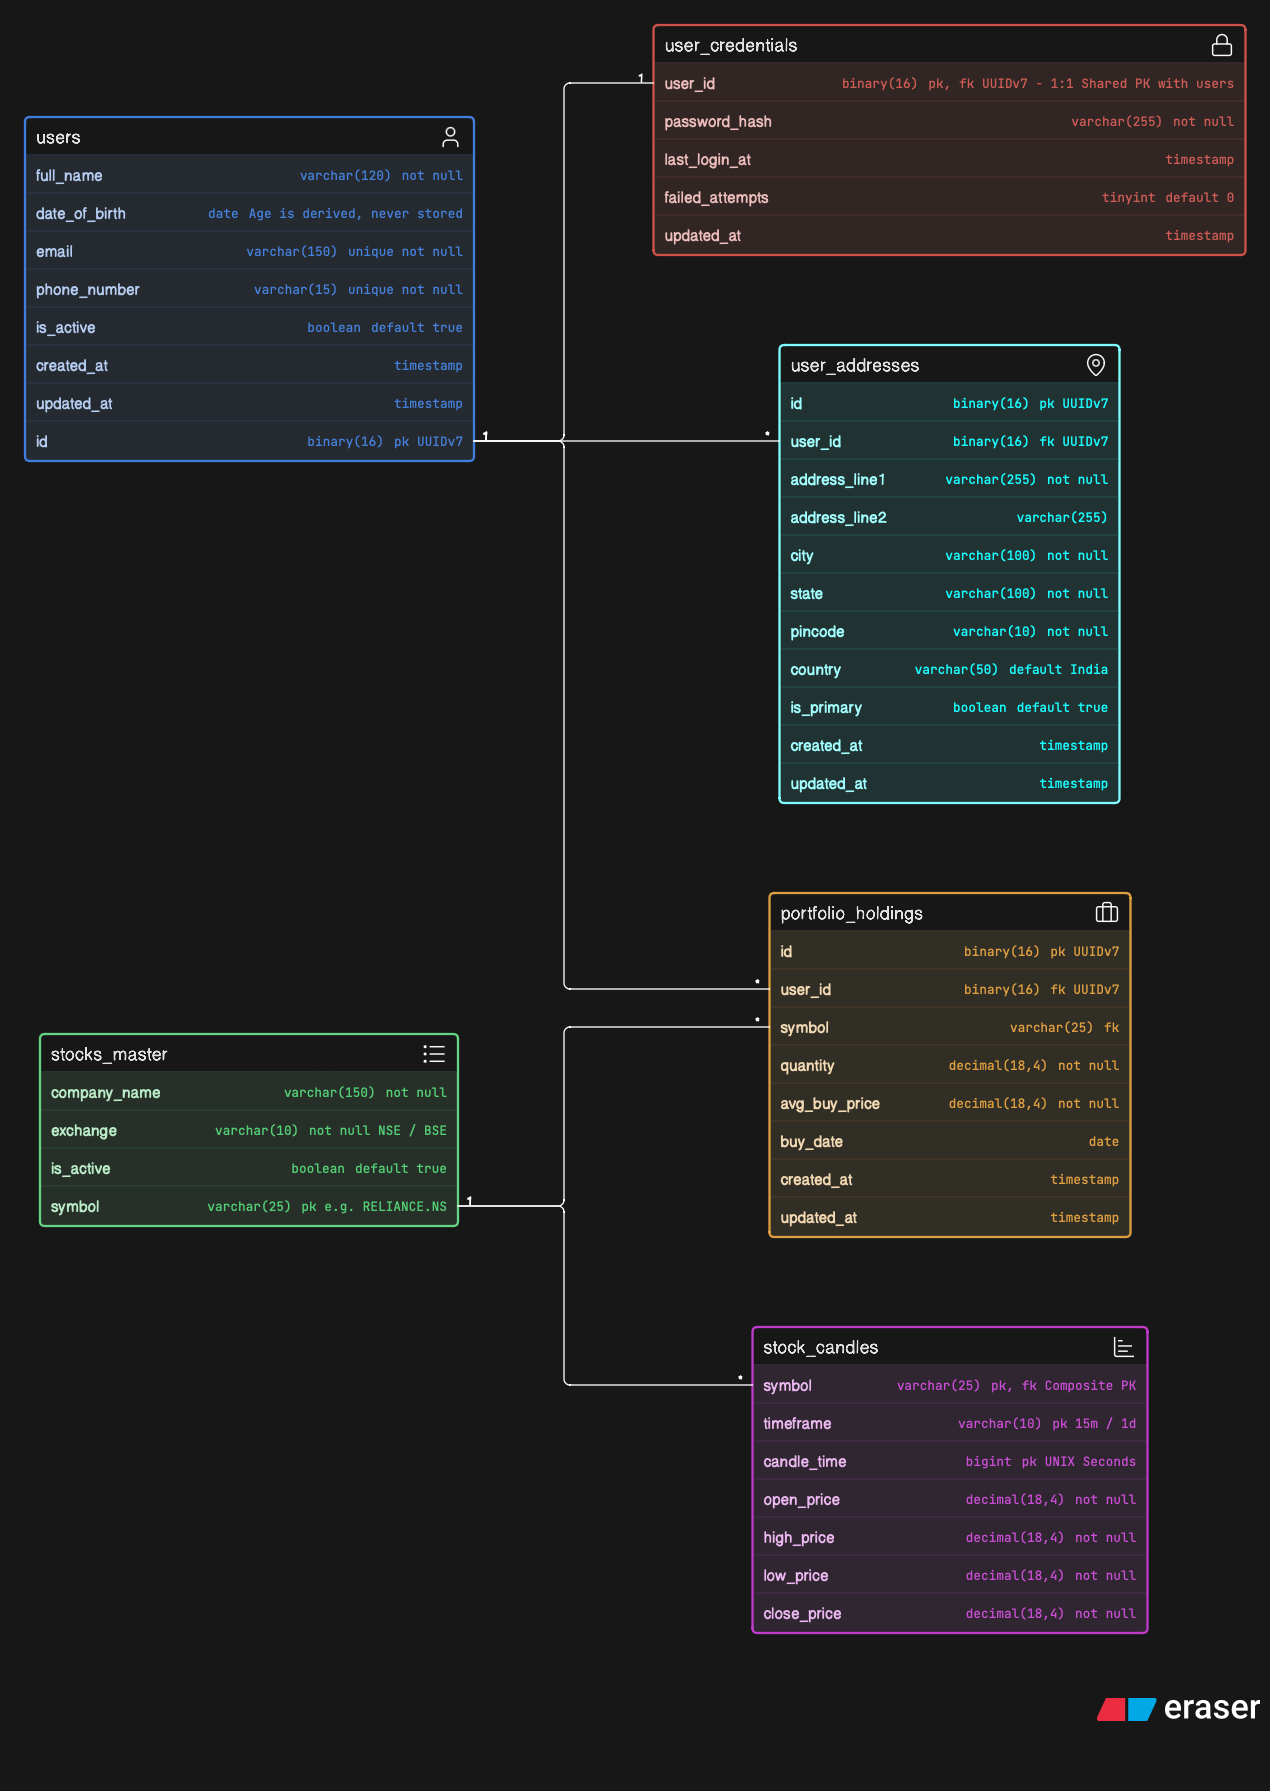 user_credentials
user_id binary(16) pk, fk UUIDv7 - 1:1 Shared PK with users
password_hash varchar(255) not null
last_login_at timestamp
failed_attempts tinyint default 0
updated_at timestamp
1
users
full_name varchar(120) not null
date_of_birth date Age is derived, never stored
email varchar(150) unique not null
phone_number varchar(15) unique not null
is_active boolean default true
created_at timestamp
updated_at timestamp
id binary(16) pk UUIDv7
1
*
user_addresses
id binary(16) pk UUIDv7
user_id binary(16) fk UUIDv7
address_line1 varchar(255) not null
address_line2 varchar(255)
city varchar(100) not null
state varchar(100) not null
pincode varchar(10) not null
country varchar(50) default India
is_primary boolean default true
created_at timestamp
updated_at timestamp
portfolio_holdings
id binary(16) pk UUIDv7
*
user_id binary(16) fk UUIDv7
*
symbol varchar(25) fk
quantity decimal(18,4) not null
avg_buy_price decimal(18,4) not null
buy_date date
created_at timestamp
updated_at timestamp
stocks_master
company_name varchar(150) not null
exchange varchar(10) not null NSE / BSE
is_active boolean default true
symbol varchar(25) pk e.g. RELIANCE.NS
1
stock_candles
*
symbol varchar(25) pk, fk Composite PK
timeframe varchar(10) pk 15m / 1d
candle_time bigint pk UNIX Seconds
open_price decimal(18,4) not null
high_price decimal(18,4) not null
low_price decimal(18,4) not null
close_price decimal(18,4) not null
eraser